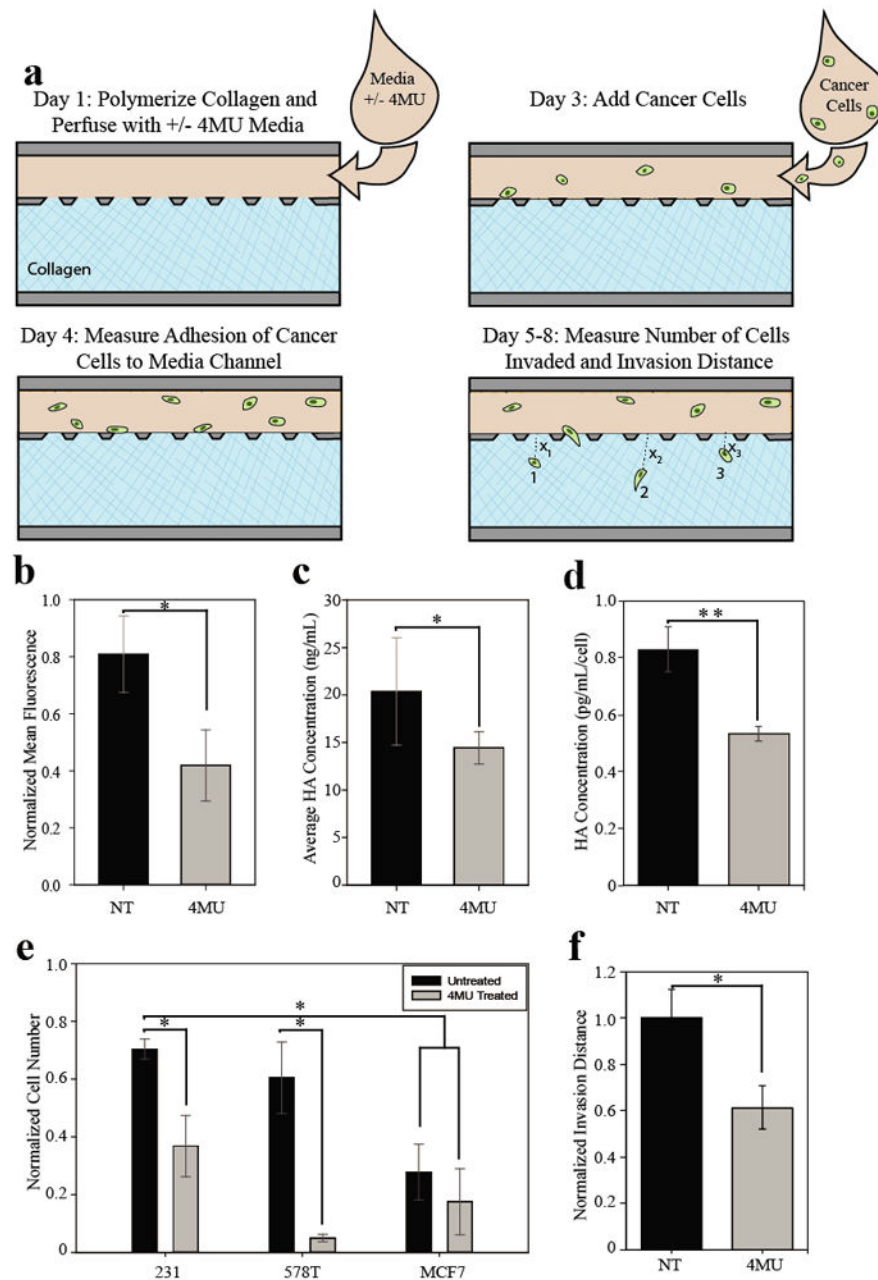 a
Media
+/- 4MU
Day 1: Polymerize Collagen and
Perfuse with +/- 4MU Media
Collagen
Cancer
Cells
Day 3: Add Cancer Cells
Day 4: Measure Adhesion of Cancer
Cells to Media Channel
Day 5-8: Measure Number of Cells
Invaded and Invasion Distance
x₁
x₂
x₃
1
2
3
b
Normalized Mean Fluorescence
1.0
0.8
0.6
0.4
0.2
0.0
*
NT
4MU
c
Average HA Concentration (ng/mL)
30
25
20
15
10
5
0
*
NT
4MU
d
HA Concentration (pg/mL/cell)
1.0
0.8
0.6
0.4
0.2
0
**
NT
4MU
e
Normalized Cell Number
1.0
0.8
0.6
0.4
0.2
0
Untreated
4MU Treated
*
*
*
231
578T
MCF7
f
Normalized Invasion Distance
1.2
1.0
0.8
0.6
0.4
0.2
0
*
NT
4MU